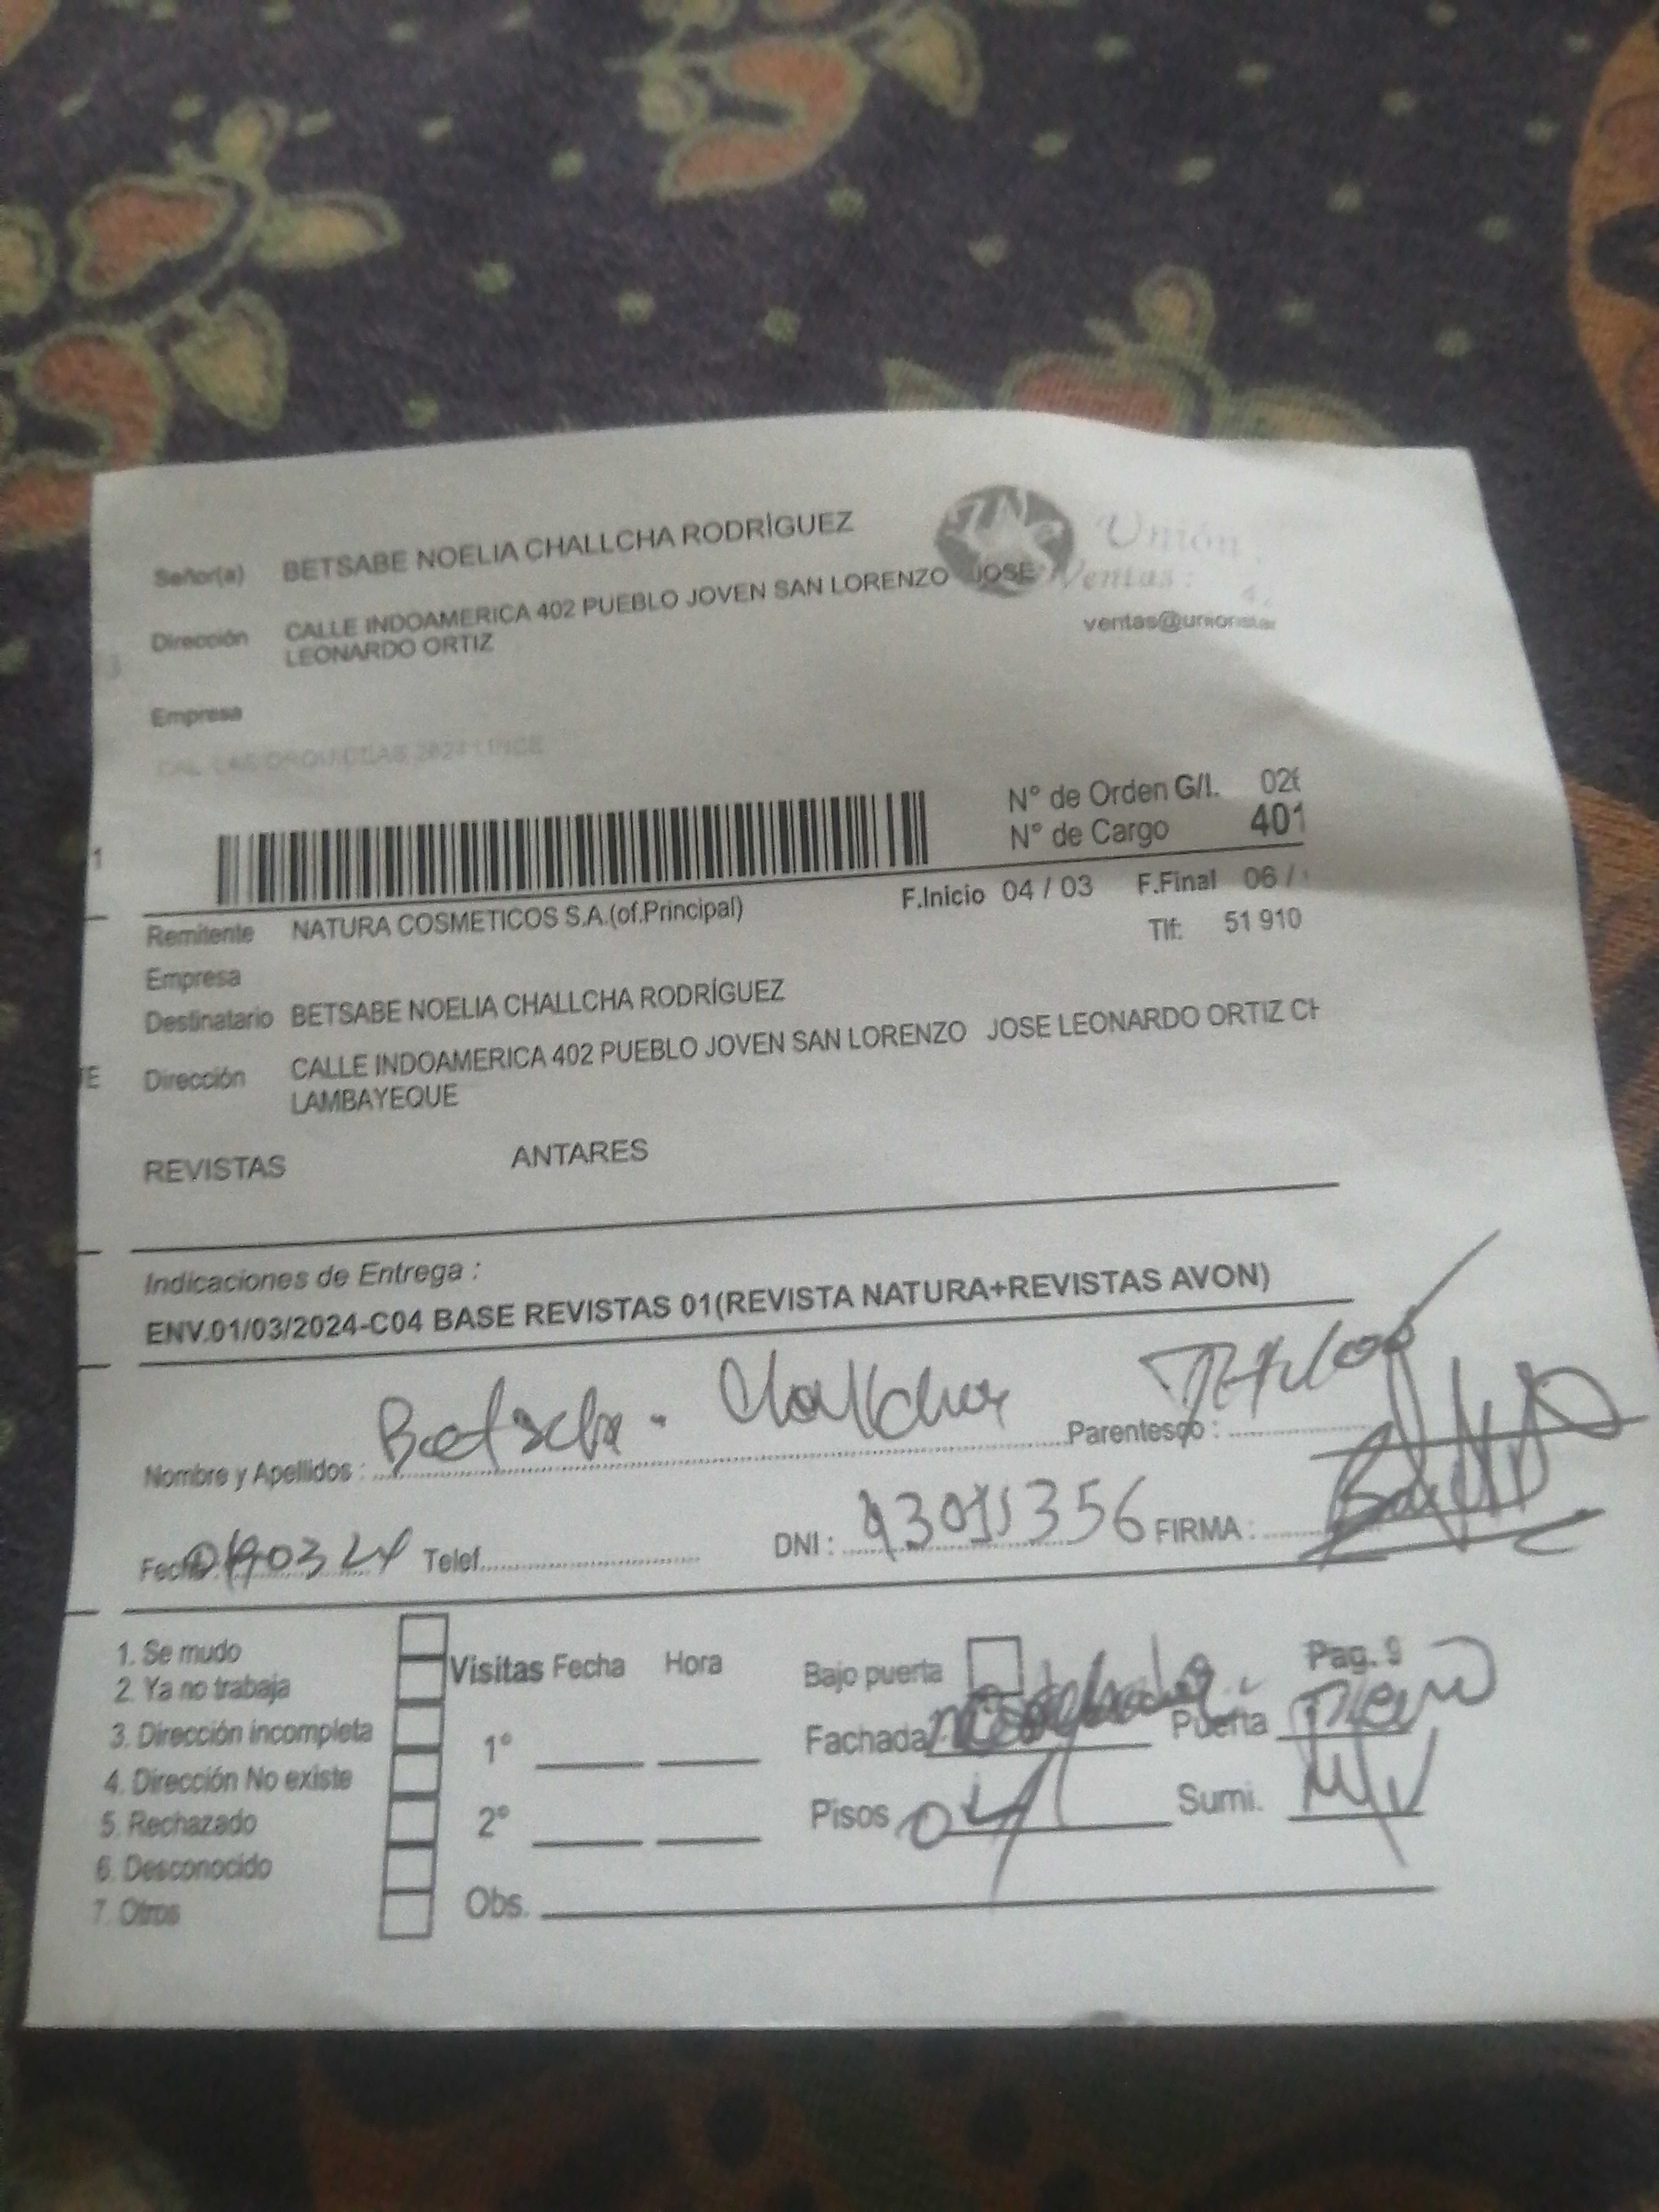 Señor(a) BETSABE NOELIA CHALLCHA RODRÍGUEZ
Unión
Dirección CALLE INDOAMERICA 402 PUEBLO JOVEN SAN LORENZO JOSE
LEONARDO ORTIZ
Ventas :
ventas@unionstar
Empresa
N° de Orden G/I. 026
N° de Cargo 401
1
F.Inicio 04 / 03 F.Final 06 /
Remitente NATURA COSMETICOS S.A.(of.Principal)
Tlf: 51 910
Empresa
Destinatario BETSABE NOELIA CHALLCHA RODRÍGUEZ
Dirección CALLE INDOAMERICA 402 PUEBLO JOVEN SAN LORENZO JOSE LEONARDO ORTIZ CH
LAMBAYEQUE
REVISTAS ANTARES
Indicaciones de Entrega :
ENV.01/03/2024-C04 BASE REVISTAS 01(REVISTA NATURA+REVISTAS AVON)
Nombre y Apellidos : Challcha Parentesco :
Fecha Telef. DNI : FIRMA :
1. Se mudo
2. Ya no trabaja
3. Dirección incompleta
4. Dirección No existe
5. Rechazado
6. Desconocido
7. Otros
Visitas Fecha Hora
1°
2°
Obs.
Bajo puerta Pag. 9
Fachada Puerta
Pisos 04 Sumi.